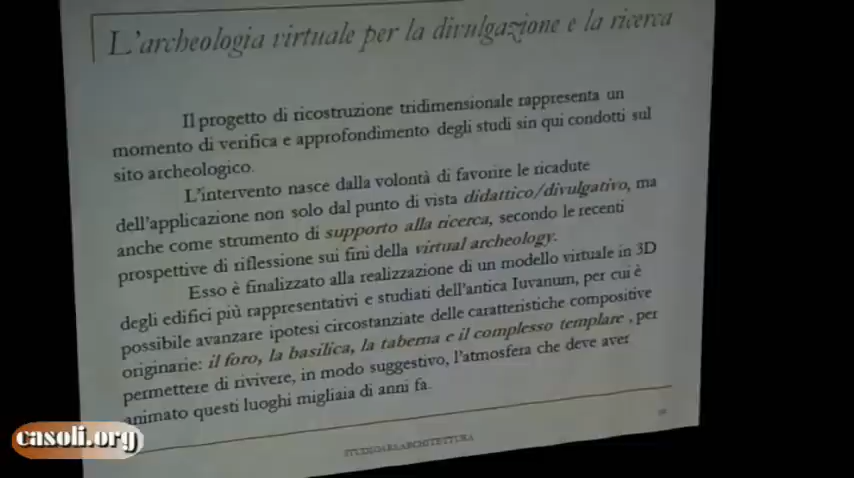 L'archeologia virtuale per la divulgazione e la ricerca
Il progetto di ricostruzione tridimensionale rappresenta un
momento di verifica e approfondimento degli studi sin qui condotti sul
sito archeologico.
L'intervento nasce dalla volontà di favorire le ricadute
dell'applicazione non solo dal punto di vista didattico/divulgativo, ma
anche come strumento di supporto alla ricerca, secondo le recenti
prospettive di riflessione sui fini della virtual archeology.
Esso è finalizzato alla realizzazione di un modello virtuale in 3D
degli edifici più rappresentativi e studiati dell'antica Iuvanum, per cui è
possibile avanzare ipotesi circostanziate delle caratteristiche compositive
originarie: il foro, la basilica, la taberna e il complesso templare , per
permettere di rivivere, in modo suggestivo, l'atmosfera che deve aver
animato questi luoghi migliaia di anni fa.
casoli.org